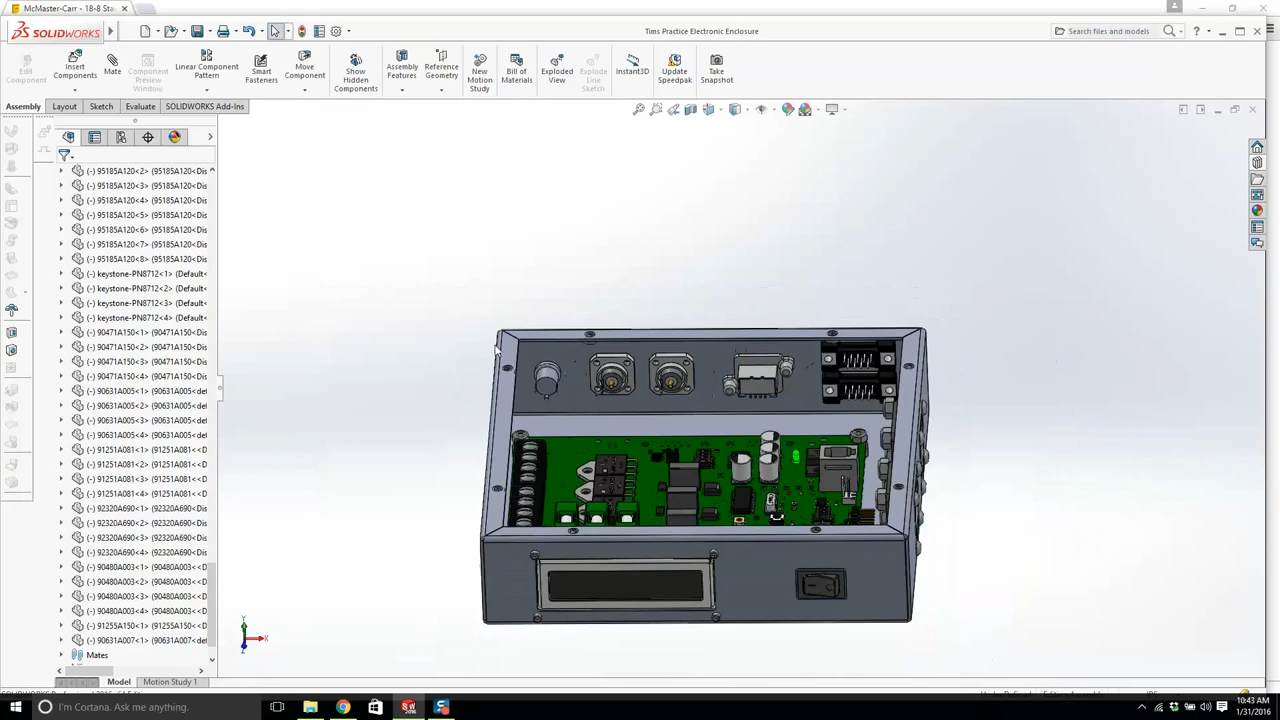 McMaster-Carr - 18-8 Sta
SOLIDWORKS
Tims Practice Electronic Enclosure
Search files and models
Edit
Component
Insert
Components
Mate
Component
Preview
Window
Linear Component
Pattern
Smart
Fasteners
Move
Component
Show
Hidden
Components
Assembly
Features
Reference
Geometry
New
Motion
Study
Bill of
Materials
Exploded
View
Explode
Line
Sketch
Instant3D
Update
Speedpak
Take
Snapshot
Assembly
Layout
Sketch
Evaluate
SOLIDWORKS Add-Ins
(-) 95185A120<2> (95185A120<Dis
(-) 95185A120<3> (95185A120<Dis
(-) 95185A120<4> (95185A120<Dis
(-) 95185A120<5> (95185A120<Dis
(-) 95185A120<6> (95185A120<Dis
(-) 95185A120<7> (95185A120<Dis
(-) 95185A120<8> (95185A120<Dis
(-) keystone-PN8712<1> (Default<
(-) keystone-PN8712<2> (Default<
(-) keystone-PN8712<3> (Default<
(-) keystone-PN8712<4> (Default<
(-) 90471A150<1> (90471A150<Dis
(-) 90471A150<2> (90471A150<Dis
(-) 90471A150<3> (90471A150<Dis
(-) 90471A150<4> (90471A150<Dis
(-) 90631A005<1> (90631A005<def
(-) 90631A005<2> (90631A005<def
(-) 90631A005<3> (90631A005<def
(-) 90631A005<4> (90631A005<def
(-) 91251A081<1> (91251A081<<D
(-) 91251A081<2> (91251A081<<D
(-) 91251A081<3> (91251A081<<D
(-) 91251A081<4> (91251A081<<D
(-) 92320A690<1> (92320A690<<D
(-) 92320A690<2> (92320A690<<D
(-) 92320A690<3> (92320A690<<D
(-) 92320A690<4> (92320A690<<D
(-) 90480A003<1> (90480A003<<D
(-) 90480A003<2> (90480A003<<D
(-) 90480A003<3> (90480A003<<D
(-) 90480A003<4> (90480A003<<D
(-) 91255A150<1> (91255A150<<D
(-) 90631A007<1> (90631A007<def
Mates
Y
X
Z
Model
Motion Study 1
I'm Cortana. Ask me anything.
10:43 AM
1/31/2016